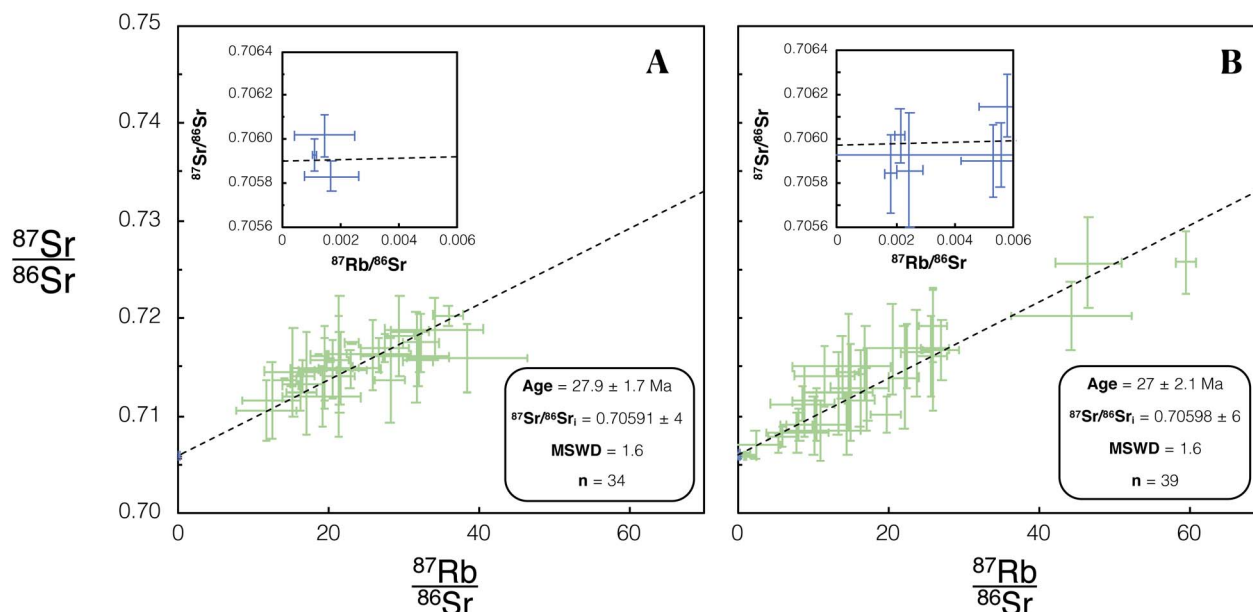 0.75
0.74
0.73
0.72
0.71
0.70
87Sr
86Sr
0
20
40
60
87Rb
86Sr
A
0.7064
0.7062
0.7060
0.7058
0.7056
87Sr/86Sr
0
0.002
0.004
0.006
87Rb/86Sr
Age = 27.9 ± 1.7 Ma
87Sr/86Sri = 0.70591 ± 4
MSWD = 1.6
n = 34
B
0.7064
0.7062
0.7060
0.7058
0.7056
87Sr/86Sr
0
0.002
0.004
0.006
87Rb/86Sr
Age = 27 ± 2.1 Ma
87Sr/86Sri = 0.70598 ± 6
MSWD = 1.6
n = 39
0
20
40
60
87Rb
86Sr